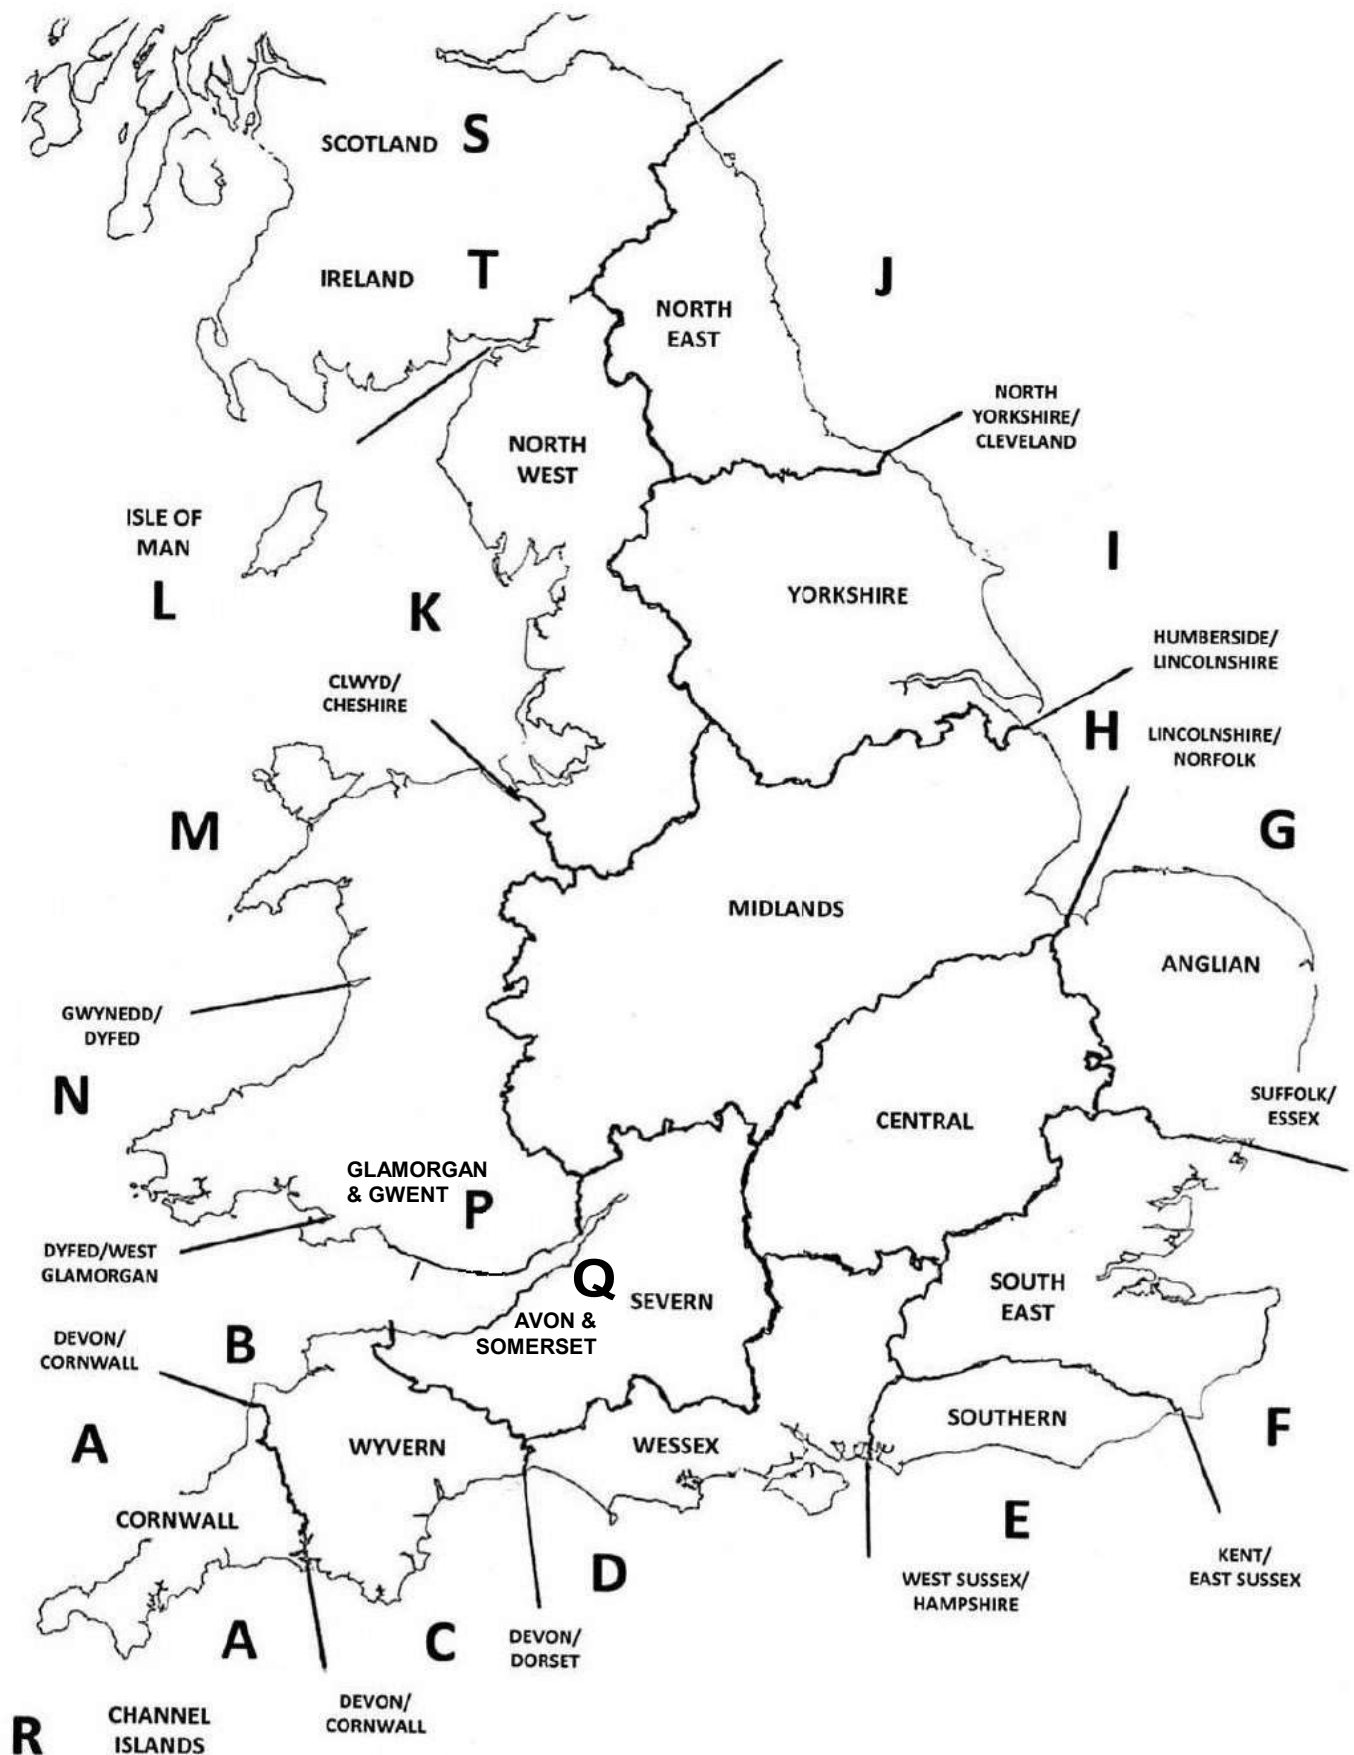 SCOTLAND S
IRELAND T
J
NORTH
EAST
NORTH
YORKSHIRE/
CLEVELAND
NORTH
WEST
ISLE OF
MAN
L
K
I
YORKSHIRE
HUMBERSIDE/
LINCOLNSHIRE
CLWYD/
CHESHIRE
H
LINCOLNSHIRE/
NORFOLK
M
G
MIDLANDS
ANGLIAN
GWYNEDD/
DYFED
N
SUFFOLK/
ESSEX
CENTRAL
GLAMORGAN
& GWENT
P
DYFED/WEST
GLAMORGAN
Q
SEVERN
AVON &
SOMERSET
SOUTH
EAST
DEVON/
CORNWALL
B
A
WYVERN
WESSEX
SOUTHERN
F
CORNWALL
E
D
WEST SUSSEX/
HAMPSHIRE
KENT/
EAST SUSSEX
A
C
DEVON/
DORSET
DEVON/
CORNWALL
R
CHANNEL
ISLANDS